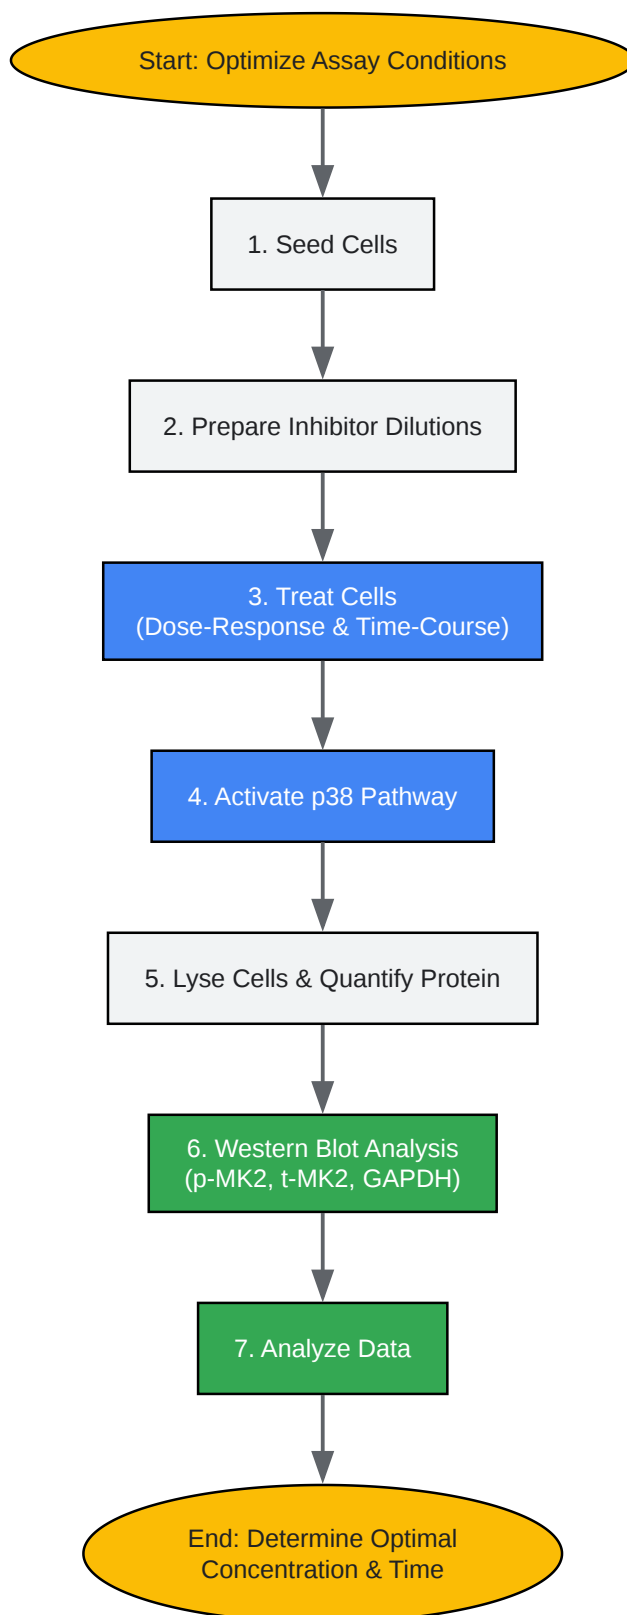 Start: Optimize Assay Conditions
1. Seed Cells
2. Prepare Inhibitor Dilutions
3. Treat Cells
(Dose-Response & Time-Course)
4. Activate p38 Pathway
5. Lyse Cells & Quantify Protein
6. Western Blot Analysis
(p-MK2, t-MK2, GAPDH)
7. Analyze Data
End: Determine Optimal
Concentration & Time